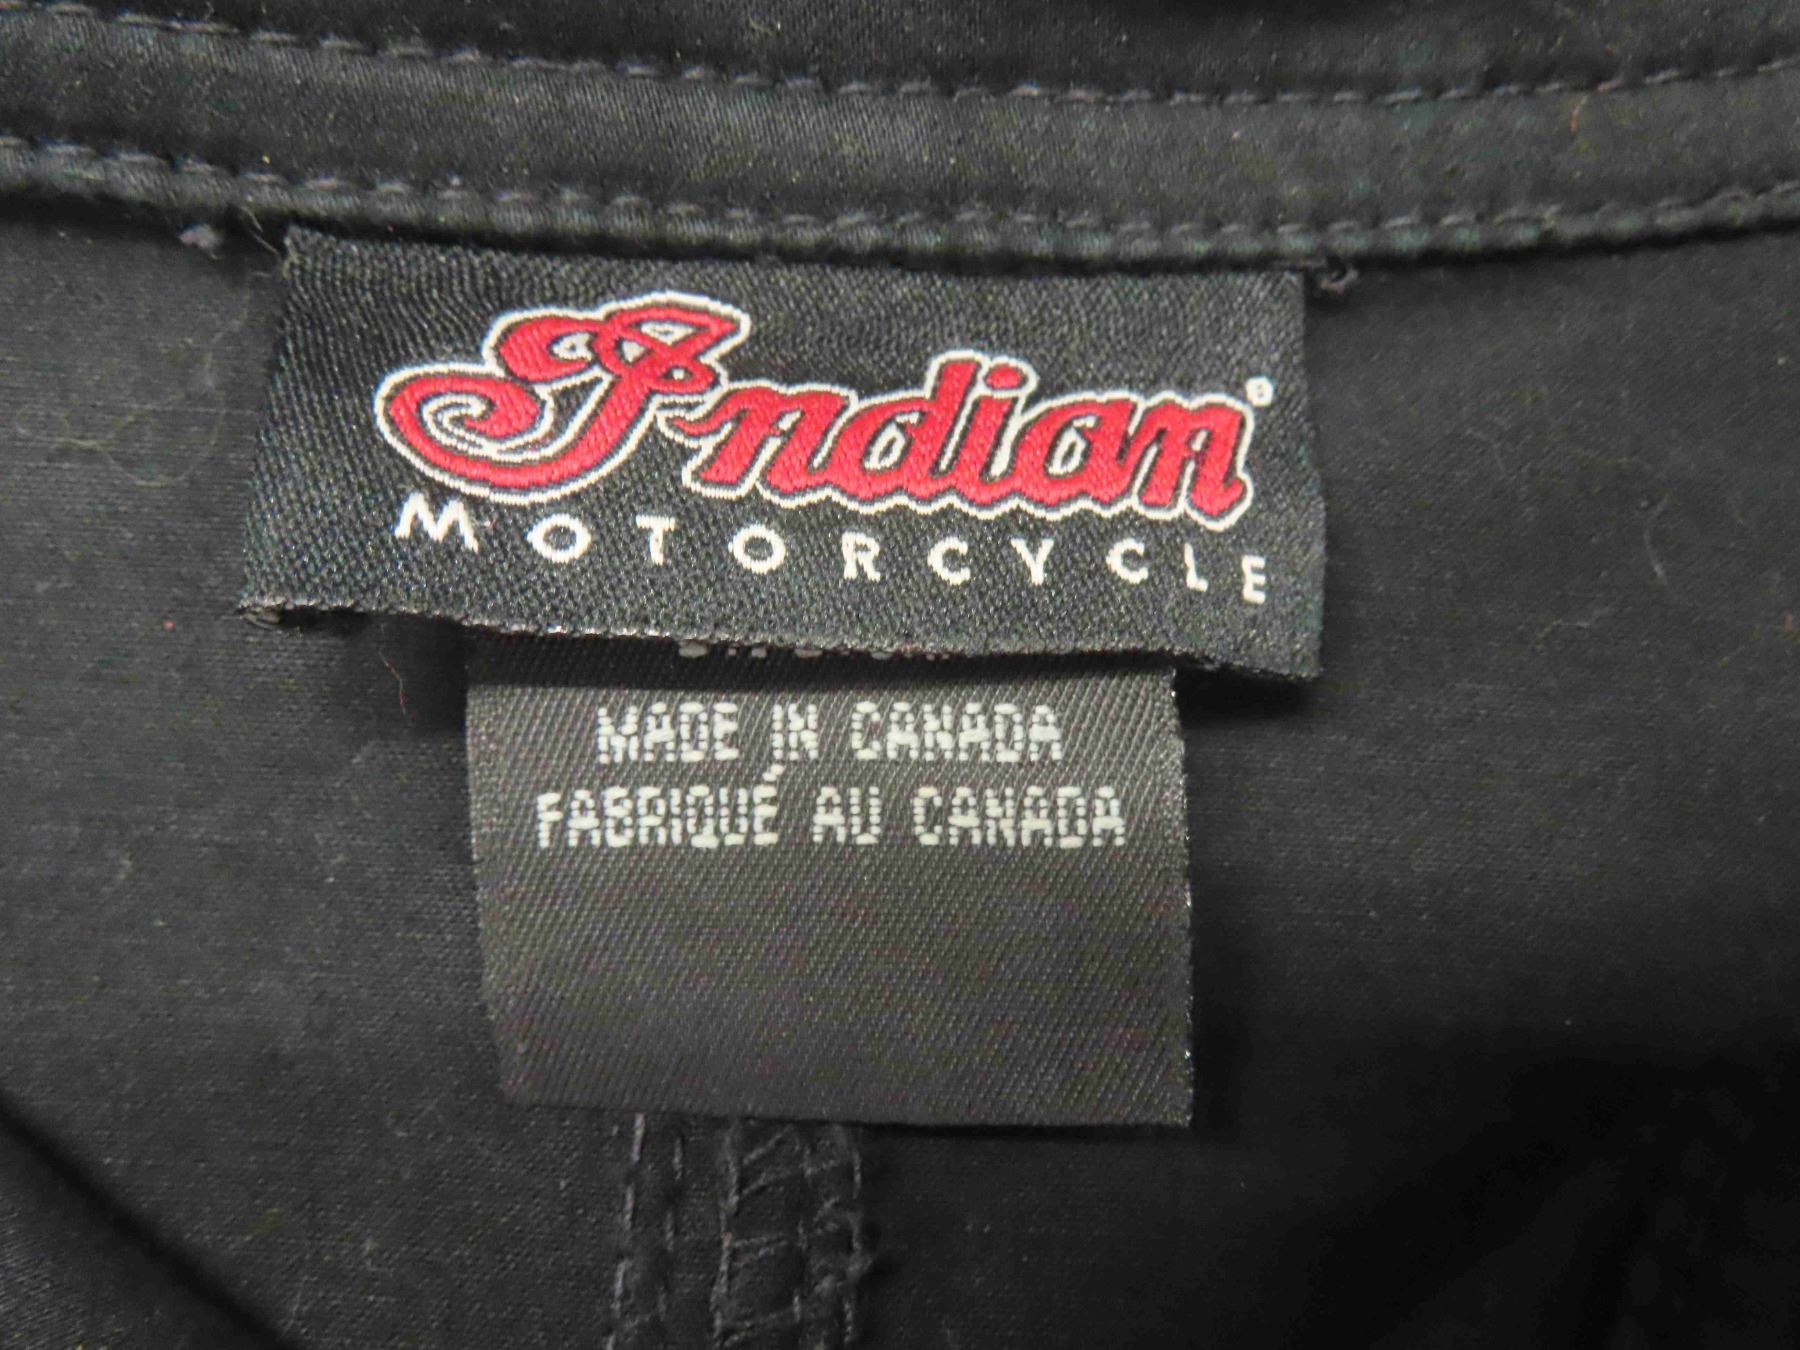 Indian®
MOTORCYCLE
MADE IN CANADA
FABRIQUÉ AU CANADA